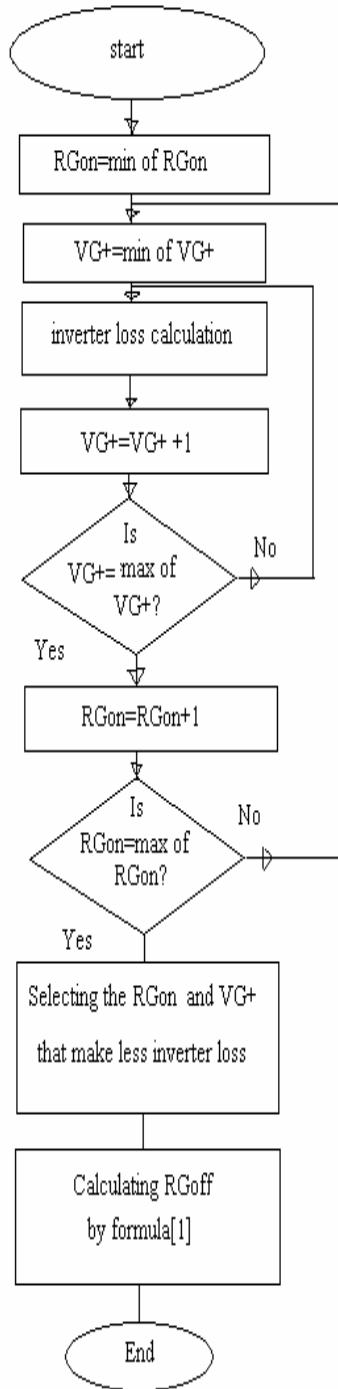 start
RGon=min of RGon
VG+=min of VG+
inverter loss calculation
VG+=VG+ +1
Is
VG+= max of
VG+?
No
Yes
RGon=RGon+1
Is
RGon=max of
RGon?
No
Yes
Selecting the RGon and VG+
that make less inverter loss
Calculating RGoff
by formula[1]
End